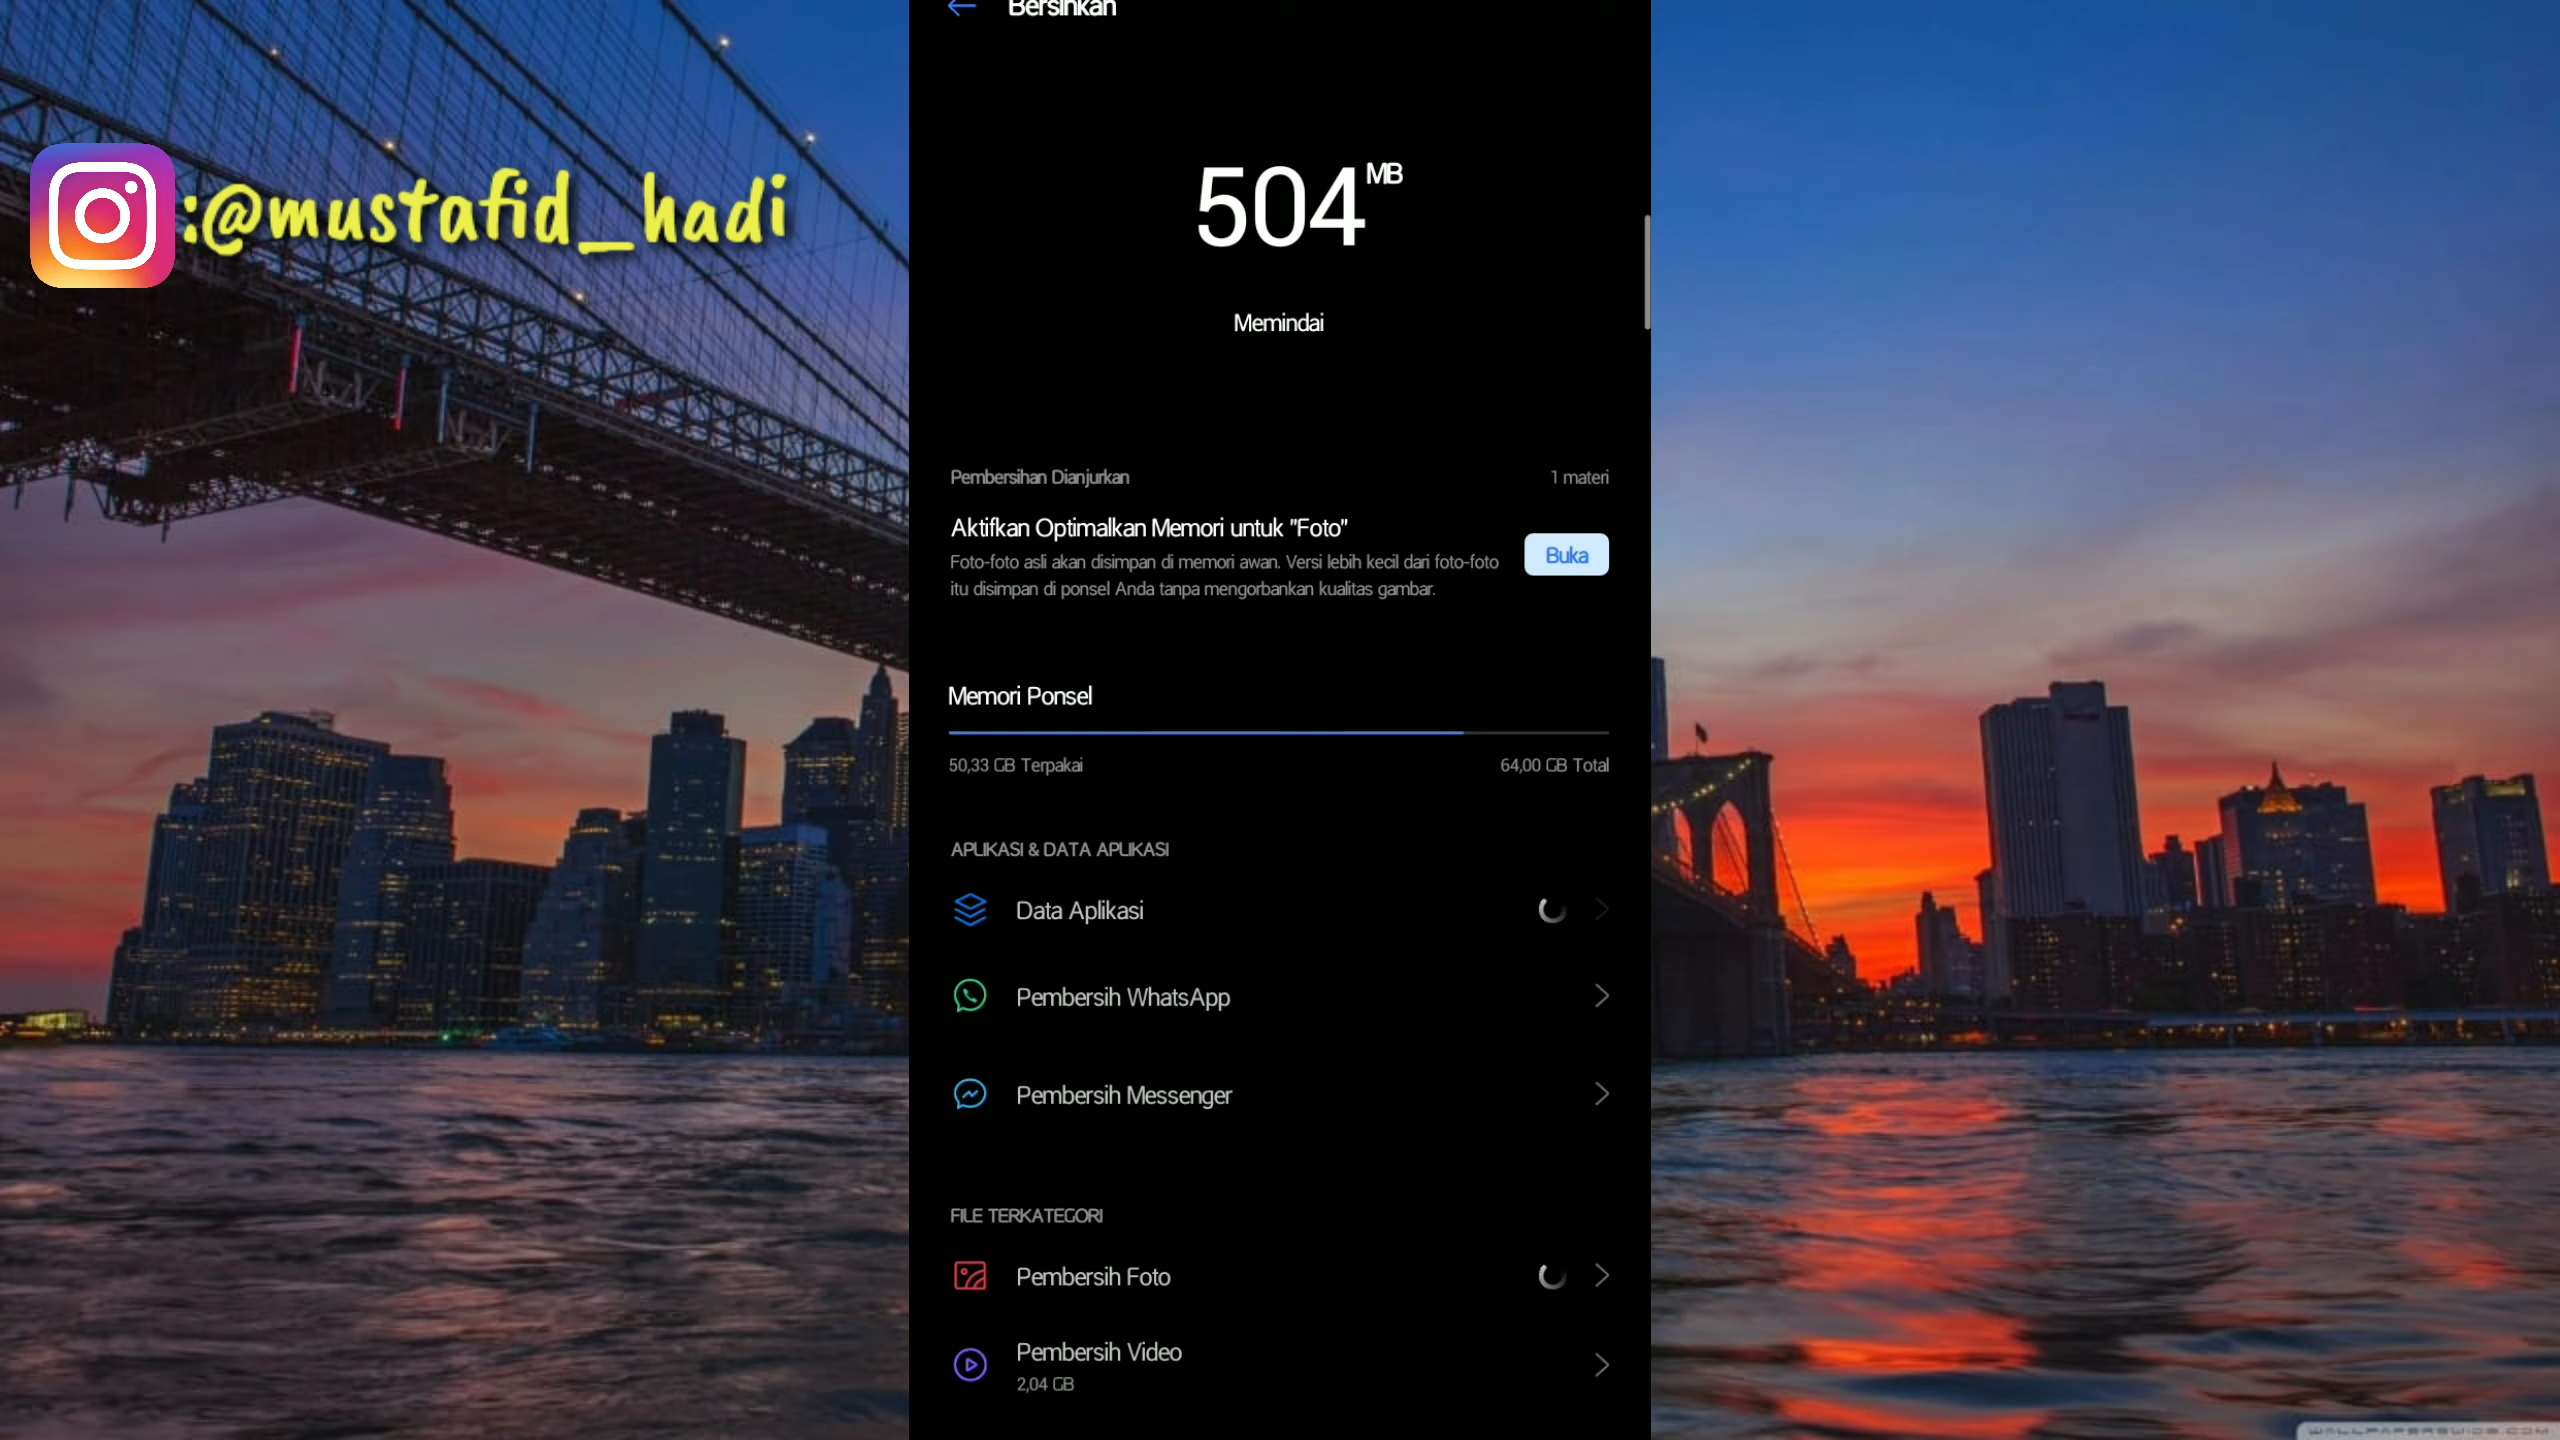 Bersihkan
:@mustafid_hadi
504 MB
Memindai
Pembersihan Dianjurkan 1 materi
Aktifkan Optimalkan Memori untuk "Foto"
Foto-foto asli akan disimpan di memori awan. Versi lebih kecil dari foto-foto
itu disimpan di ponsel Anda tanpa mengorbankan kualitas gambar.
Buka
Memori Ponsel
50,33 GB Terpakai 64,00 GB Total
APLIKASI & DATA APLIKASI
Data Aplikasi
Pembersih WhatsApp
Pembersih Messenger
FILE TERKATEGORI
Pembersih Foto
Pembersih Video
2,04 GB
WALLPAPERSWIDE.COM